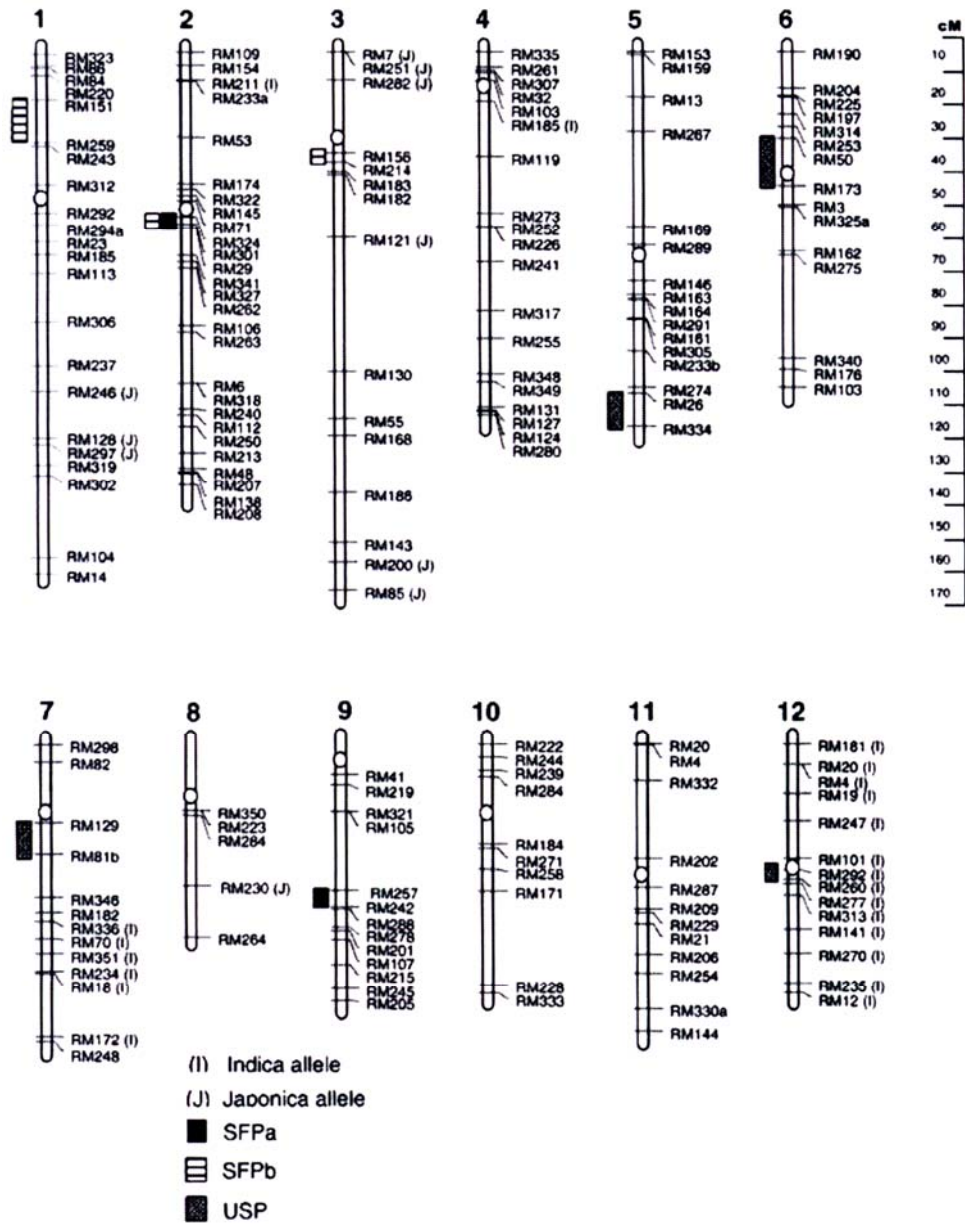 1
RM323
RM86
RM84
RM220
RM151
RM259
RM243
RM312
RM292
RM294a
RM23
RM185
RM113
RM306
RM237
RM246 (J)
RM128 (J)
RM297 (J)
RM319
RM302
RM104
RM14
2
RM109
RM154
RM211 (I)
RM233a
RM53
RM174
RM322
RM145
RM71
RM324
RM301
RM29
RM341
RM327
RM262
RM106
RM263
RM6
RM318
RM240
RM112
RM250
RM213
RM48
RM207
RM138
RM208
3
RM7 (J)
RM251 (J)
RM282 (J)
RM156
RM214
RM183
RM182
RM121 (J)
RM130
RM55
RM168
RM186
RM143
RM200 (J)
RM85 (J)
4
RM335
RM261
RM307
RM32
RM103
RM185 (I)
RM119
RM273
RM252
RM226
RM241
RM317
RM255
RM348
RM349
RM131
RM127
RM124
RM280
5
RM153
RM159
RM13
RM267
RM169
RM289
RM146
RM163
RM164
RM291
RM161
RM305
RM233b
RM274
RM26
RM334
6
RM190
RM204
RM225
RM197
RM314
RM253
RM50
RM173
RM3
RM325a
RM162
RM275
RM340
RM176
RM103
cM
10
20
30
40
50
60
70
80
90
100
110
120
130
140
150
160
170
7
RM298
RM82
RM129
RM81b
RM346
RM182
RM336 (I)
RM70 (I)
RM351 (I)
RM234 (I)
RM18 (I)
RM172 (I)
RM248
8
RM350
RM223
RM284
RM230 (J)
RM264
9
RM41
RM219
RM321
RM105
RM257
RM242
RM288
RM278
RM201
RM107
RM215
RM245
RM205
10
RM222
RM244
RM239
RM284
RM184
RM271
RM258
RM171
RM228
RM333
11
RM20
RM4
RM332
RM202
RM287
RM209
RM229
RM21
RM206
RM254
RM330a
RM144
12
RM181 (I)
RM20 (I)
RM4 (I)
RM19 (I)
RM247 (I)
RM101 (I)
RM292 (I)
RM260 (I)
RM277 (I)
RM313 (I)
RM141 (I)
RM270 (I)
RM235 (I)
RM12 (I)
(I) Indica allele
(J) Japonica allele
SFPa
SFPb
USP